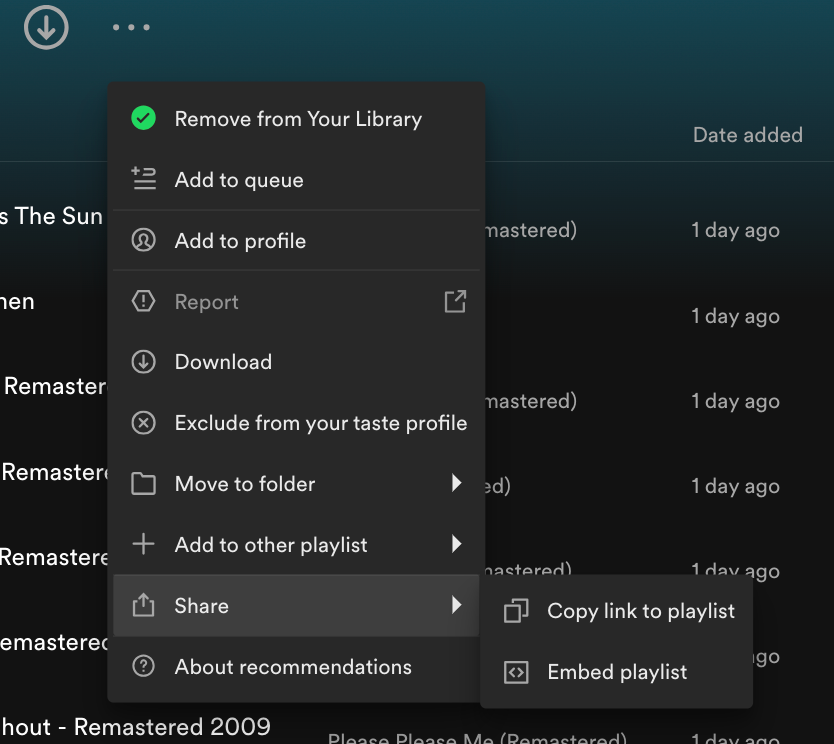 Remove from Your Library
Date added
Add to queue
s The Sun
mastered)
1 day ago
Add to profile
Report
1 day ago
Download
Remaster
mastered)
1 day ago
Exclude from your taste profile
Remastere
ed)
1 day ago
Move to folder
Add to other playlist
Remastere
mastered)
1 day ago
Share
Copy link to playlist
emastered
ago
About recommendations
Embed playlist
hout - Remastered 2009
Please Please Me (Remastered)
1 day ago